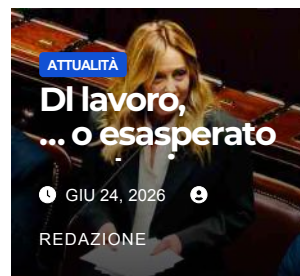 ATTUALITÀ
Dl lavoro,
... o esasperato
GIU 24, 2026
REDAZIONE